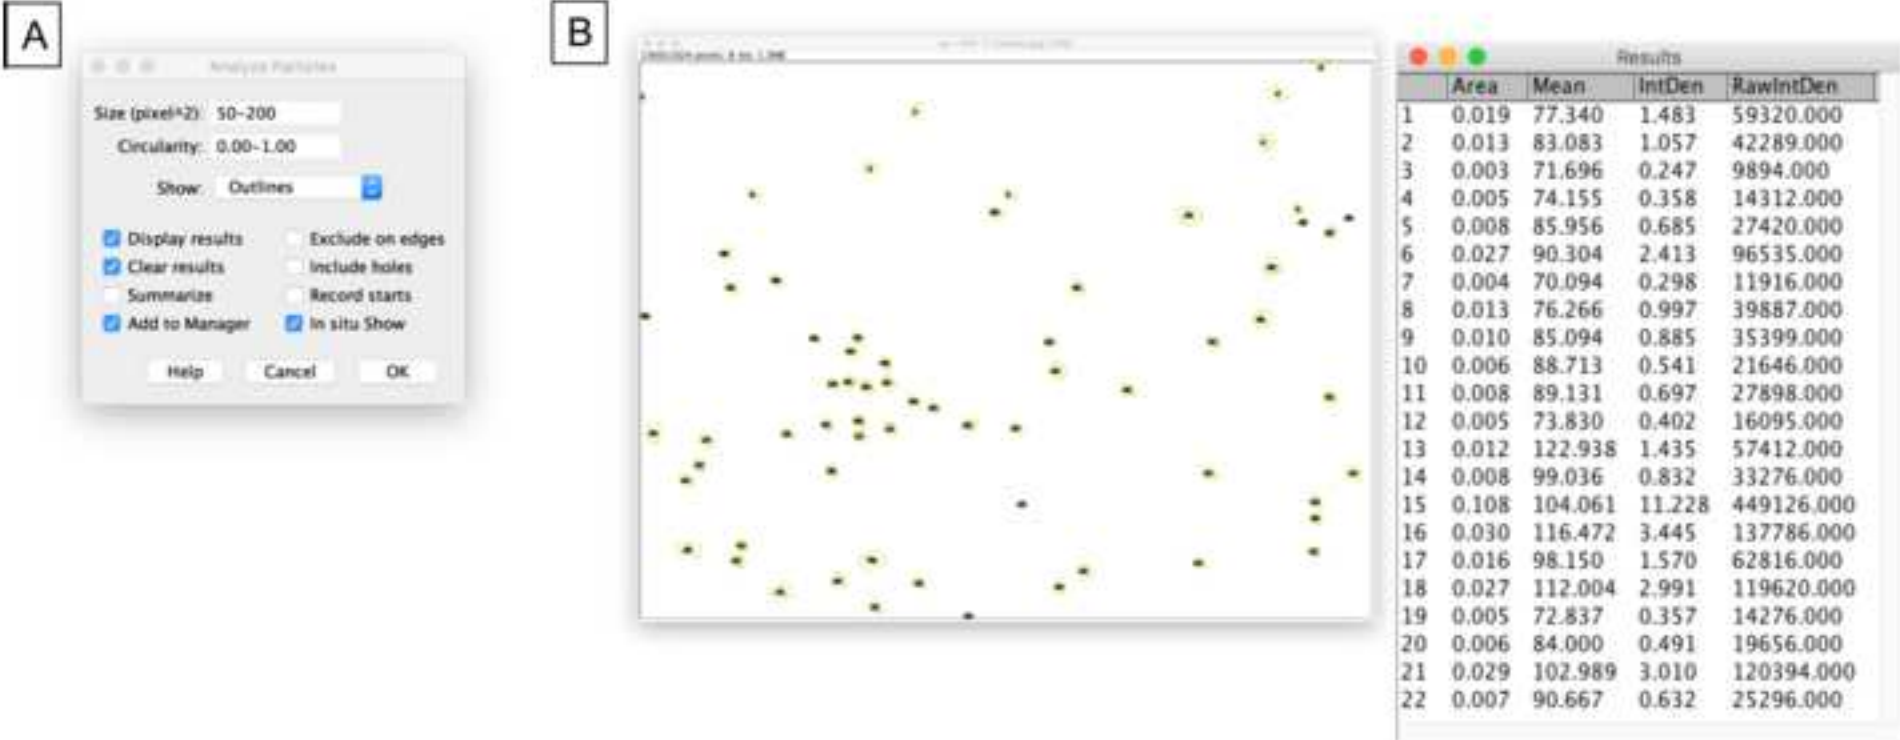 A
Analyze Particles
Size (pixel^2): 50-200
Circularity: 0.00-1.00
Show: Outlines
Display results Exclude on edges
Clear results Include holes
Summarize Record starts
Add to Manager In situ Show
Help Cancel OK
B
Results
Area Mean IntDen RawIntDen
1 0.019 77.340 1.483 59320.000
2 0.013 83.083 1.057 42289.000
3 0.003 71.696 0.247 9894.000
4 0.005 74.155 0.358 14312.000
5 0.008 85.956 0.685 27420.000
6 0.027 90.304 2.413 96535.000
7 0.004 70.094 0.298 11916.000
8 0.013 76.266 0.997 39887.000
9 0.010 85.094 0.885 35399.000
10 0.006 88.713 0.541 21646.000
11 0.008 89.131 0.697 27898.000
12 0.005 73.830 0.402 16095.000
13 0.012 122.938 1.435 57412.000
14 0.008 99.036 0.832 33276.000
15 0.108 104.061 11.228 449126.000
16 0.030 116.472 3.445 137786.000
17 0.016 98.150 1.570 62816.000
18 0.027 112.004 2.991 119620.000
19 0.005 72.837 0.357 14276.000
20 0.006 84.000 0.491 19656.000
21 0.029 102.989 3.010 120394.000
22 0.007 90.667 0.632 25296.000